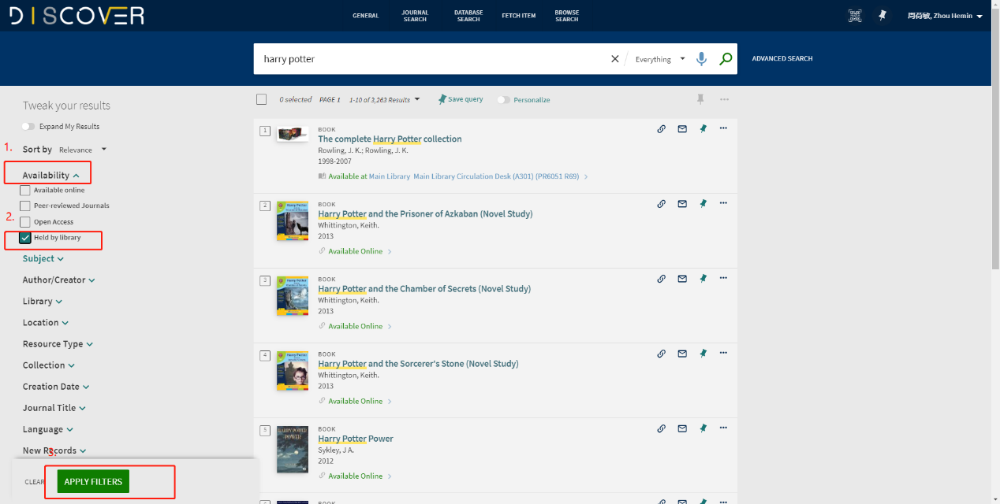 DISCOVER
GENERAL
JOURNAL
SEARCH
DATABASE
SEARCH
FETCH ITEM
BROWSE
SEARCH
周荷敏, Zhou Hemin
harry potter
Everything
ADVANCED SEARCH
Tweak your results
Expand My Results
1.
Sort by Relevance
Availability
Available online
Peer-reviewed Journals
2.
Open Access
Held by library
Subject
Author/Creator
Library
Location
Resource Type
Collection
Creation Date
Journal Title
Language
New Records
3.
CLEAR
APPLY FILTERS
0 selected PAGE 1 1-10 of 3,263 Results
Save query
Personalize
1
BOOK
The complete Harry Potter collection
Rowling, J. K.; Rowling, J. K.
1998-2007
Available at Main Library Main Library Circulation Desk (A301) (PR6051 R69)
2
BOOK
Harry Potter and the Prisoner of Azkaban (Novel Study)
Whittington, Keith.
2013
Available Online
3
BOOK
Harry Potter and the Chamber of Secrets (Novel Study)
Whittington, Keith.
2013
Available Online
4
BOOK
Harry Potter and the Sorcerer's Stone (Novel Study)
Whittington, Keith.
2013
Available Online
5
HARRY POTTER
POWER
BOOK
Harry Potter Power
Sykley, J A.
2012
Available Online
BOOK